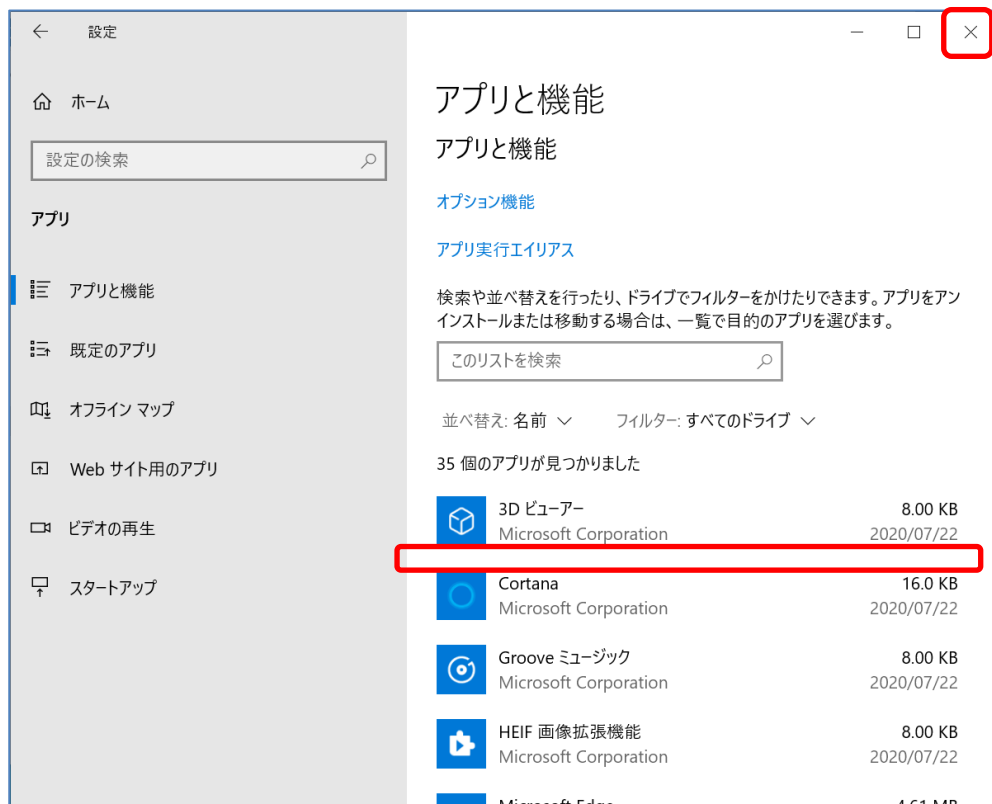 設定
ホーム
設定の検索
アプリ
アプリと機能
既定のアプリ
オフライン マップ
Web サイト用のアプリ
ビデオの再生
スタートアップ
アプリと機能
アプリと機能
オプション機能
アプリ実行エイリアス
検索や並べ替えを行ったり、ドライブでフィルターをかけたりできます。アプリをアン
インストールまたは移動する場合は、一覧で目的のアプリを選びます。
このリストを検索
並べ替え: 名前 フィルター: すべてのドライブ
35 個のアプリが見つかりました
3D ビューアー 8.00 KB
Microsoft Corporation 2020/07/22
Cortana 16.0 KB
Microsoft Corporation 2020/07/22
Groove ミュージック 8.00 KB
Microsoft Corporation 2020/07/22
HEIF 画像拡張機能 8.00 KB
Microsoft Corporation 2020/07/22
Microsoft Edge 4.61 MB